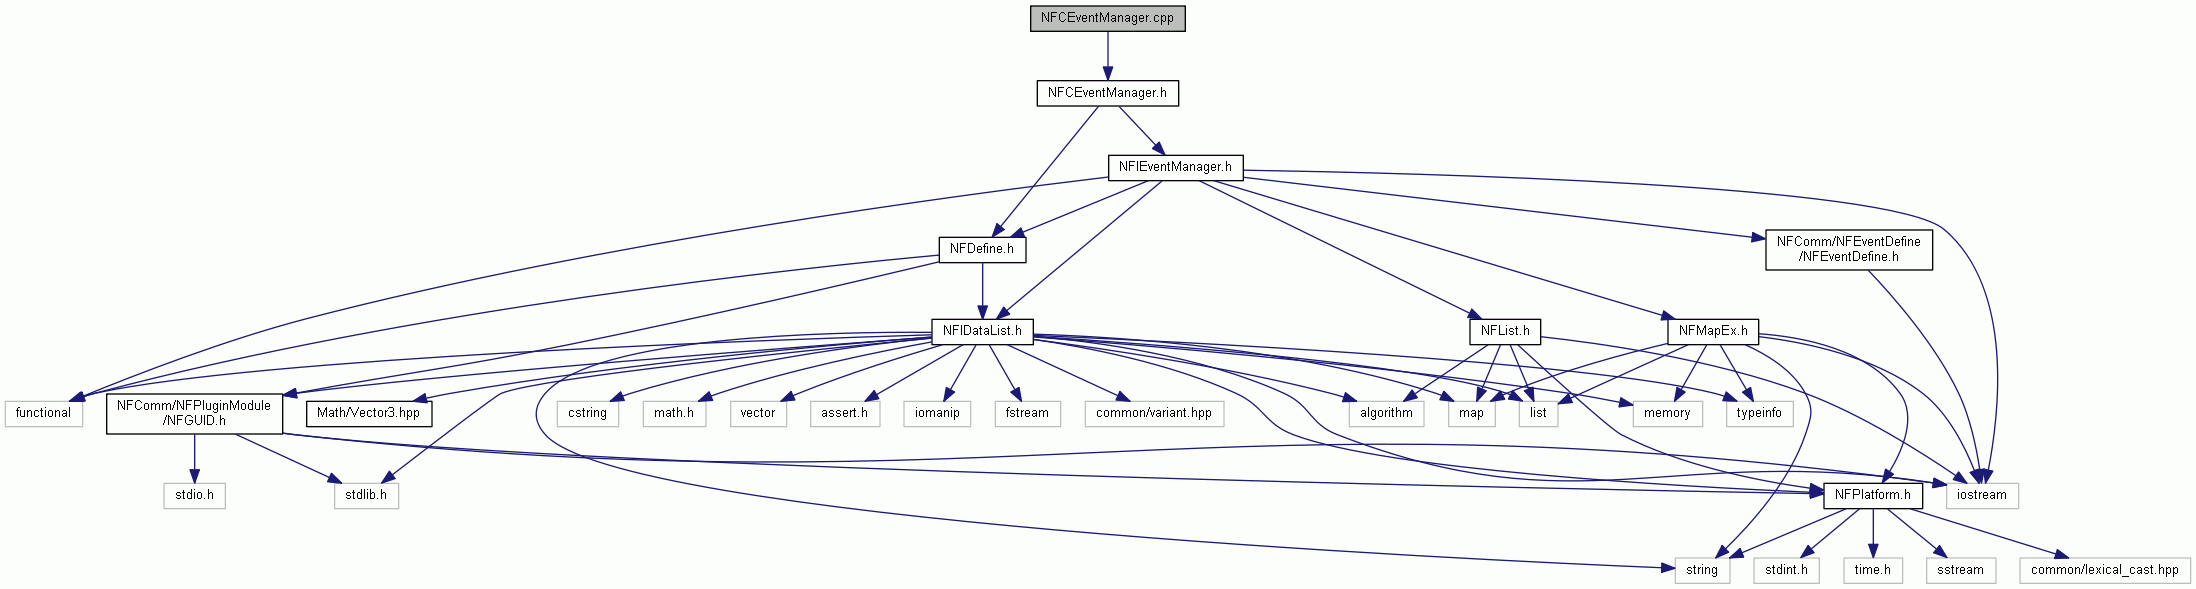 NFCEventManager.cpp
NFCEventManager.h
NFIEventManager.h
NFDefine.h
NFComm/NFEventDefine
/NFEventDefine.h
NFIDataList.h
NFList.h
NFMapEx.h
functional
NFComm/NFPluginModule
/NFGUID.h
Math/Vector3.hpp
cstring
math.h
vector
assert.h
iomanip
fstream
common/variant.hpp
algorithm
map
list
memory
typeinfo
stdio.h
stdlib.h
NFPlatform.h
iostream
string
stdint.h
time.h
sstream
common/lexical_cast.hpp